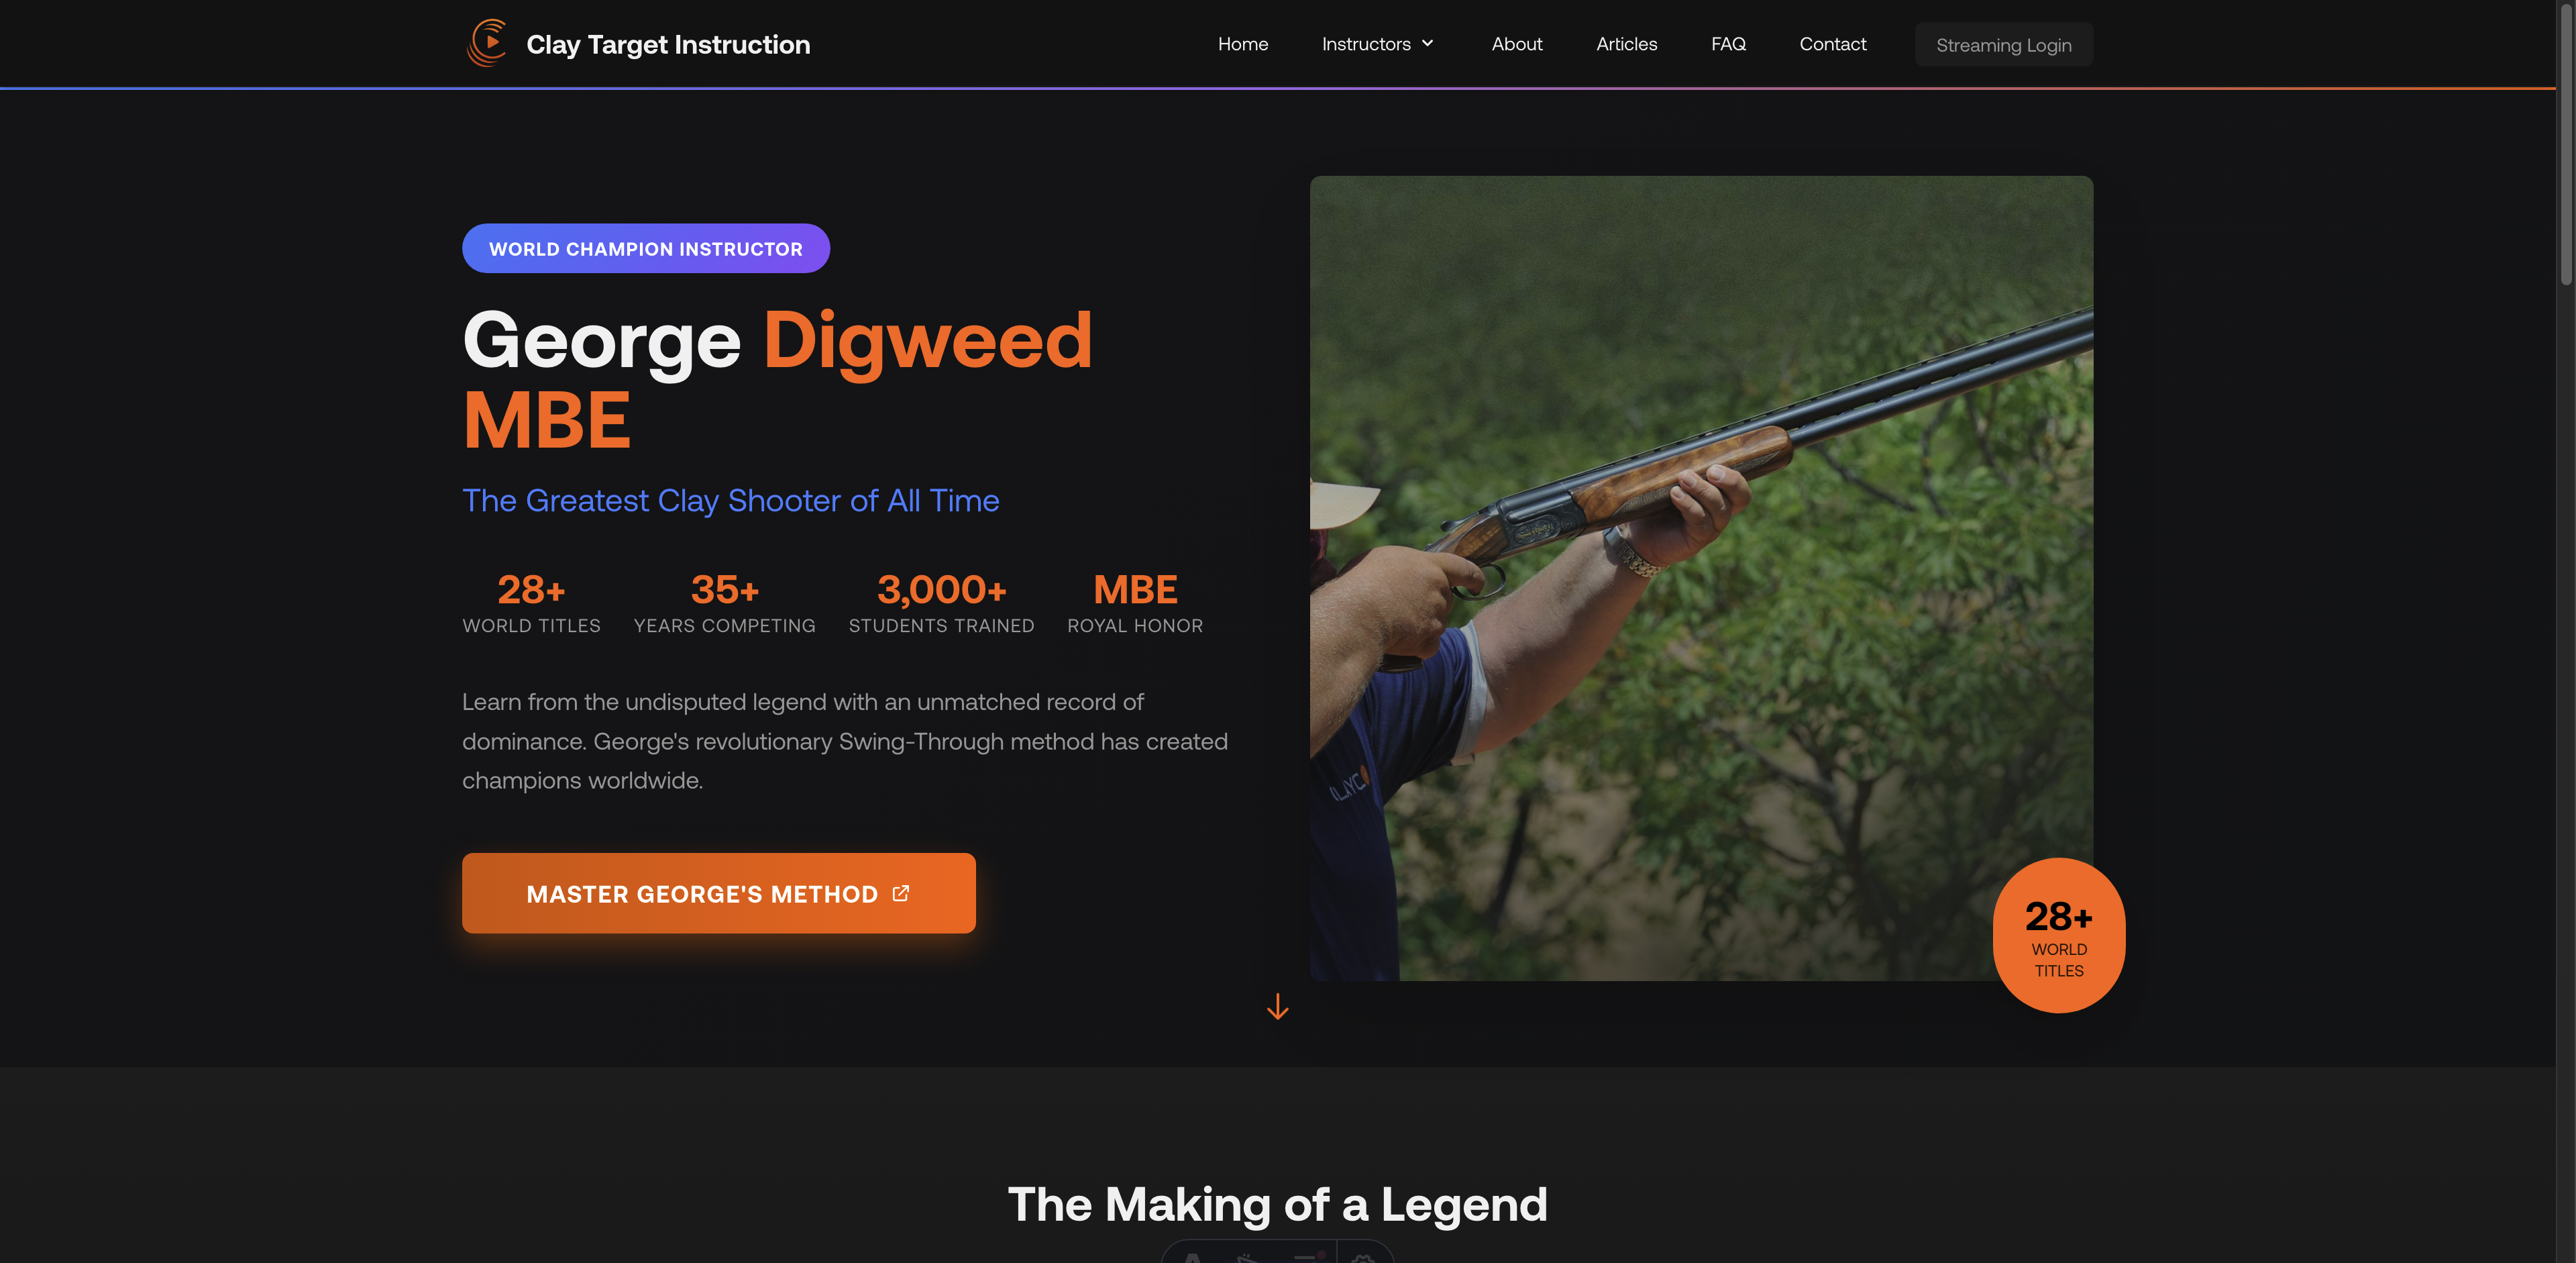 Clay Target Instruction
Home
Instructors
About
Articles
FAQ
Contact
Streaming Login
WORLD CHAMPION INSTRUCTOR
George Digweed
MBE
The Greatest Clay Shooter of All Time
28+
WORLD TITLES
35+
YEARS COMPETING
3,000+
STUDENTS TRAINED
MBE
ROYAL HONOR
Learn from the undisputed legend with an unmatched record of
dominance. George's revolutionary Swing-Through method has created
champions worldwide.
MASTER GEORGE'S METHOD
28+
WORLD
TITLES
The Making of a Legend